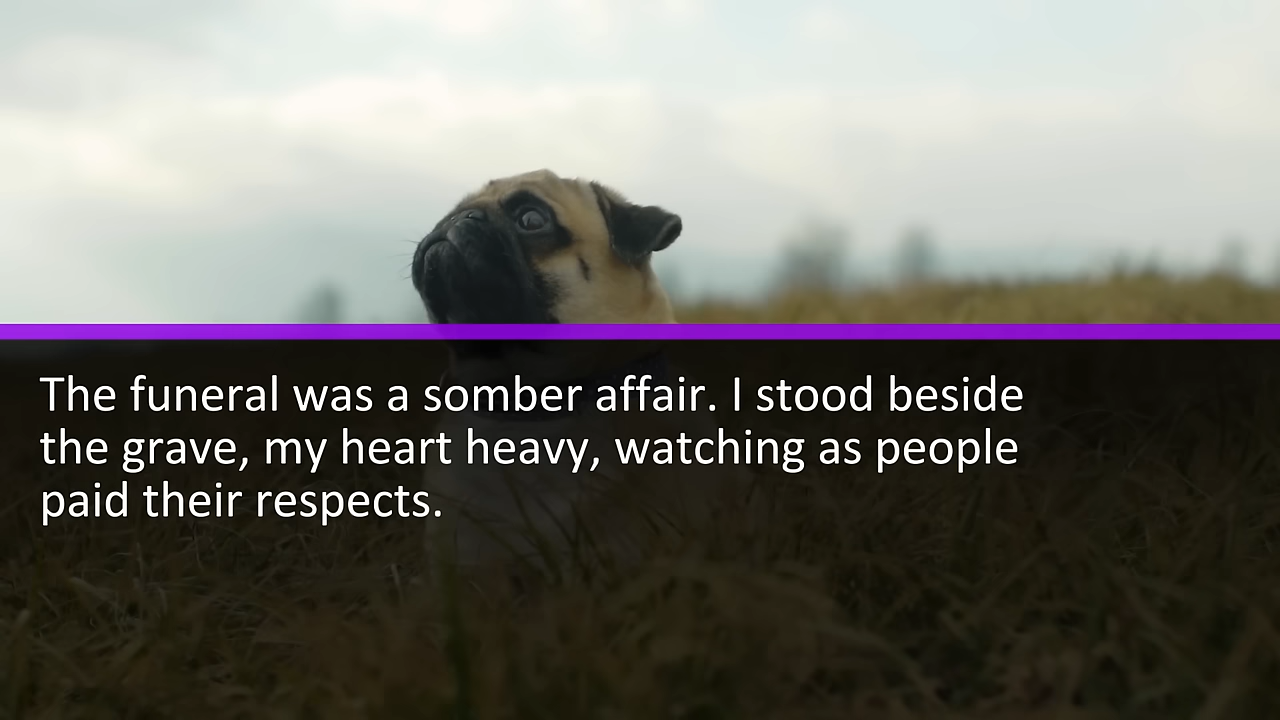 The funeral was a somber affair. I stood beside
the grave, my heart heavy, watching as people
paid their respects.